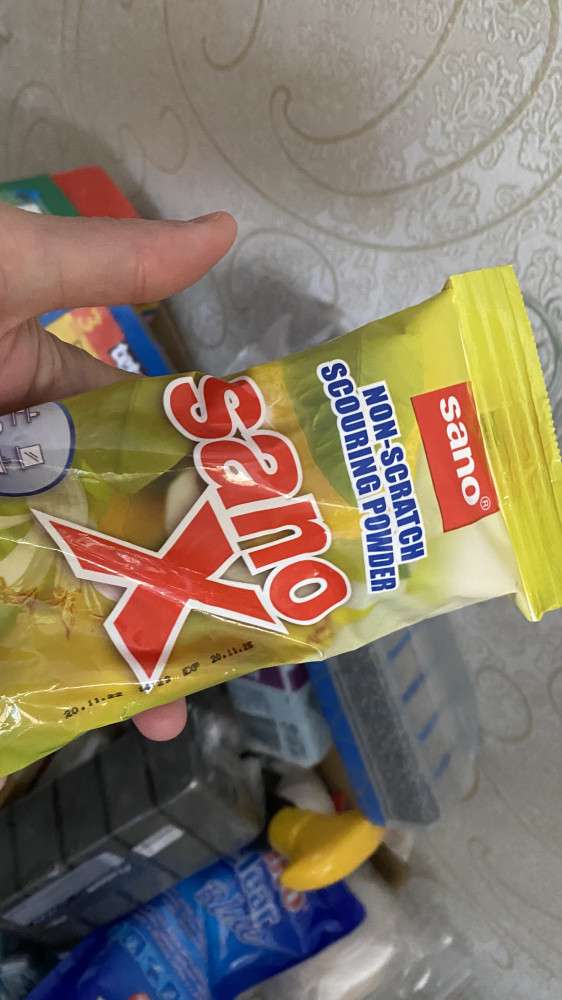 sano®
NON-SCRATCH
SCOURING POWDER
sano
X
20.11.22
EXP 20.11.25